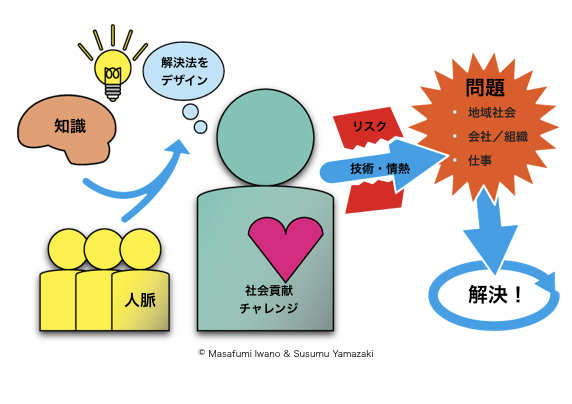 解決法を
デザイン
知識
人脈
社会貢献
チャレンジ
リスク
技術・情熱
問題
• 地域社会
• 会社／組織
• 仕事
解決！
© Masafumi Iwano & Susumu Yamazaki